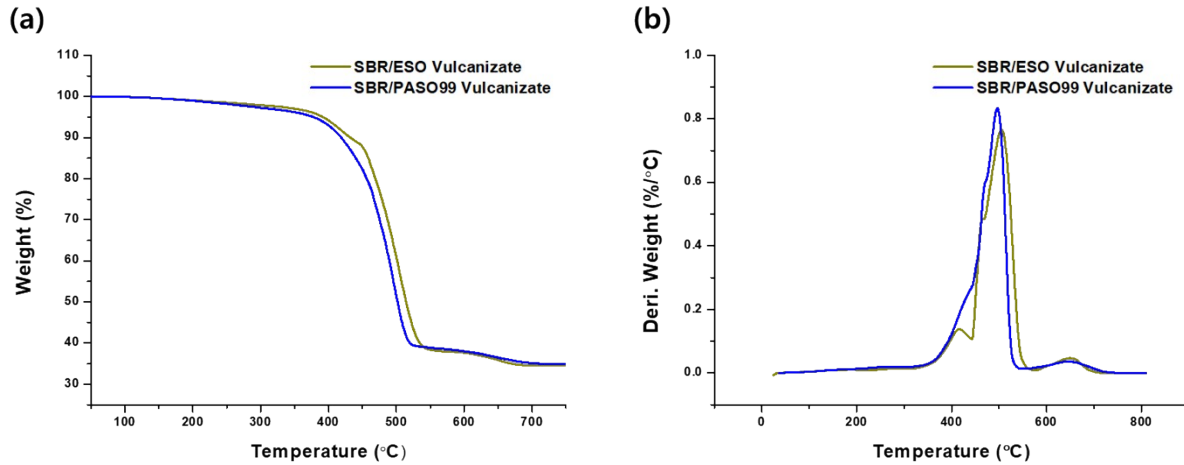 (a)
110
100
90
80
70
60
50
40
30
Weight (%)
SBR/ESO Vulcanizate
SBR/PASO99 Vulcanizate
100 200 300 400 500 600 700
Temperature (°C)
(b)
1.0
0.8
0.6
0.4
0.2
0.0
Deri. Weight (%/°C)
SBR/ESO Vulcanizate
SBR/PASO99 Vulcanizate
0 200 400 600 800
Temperature (°C)